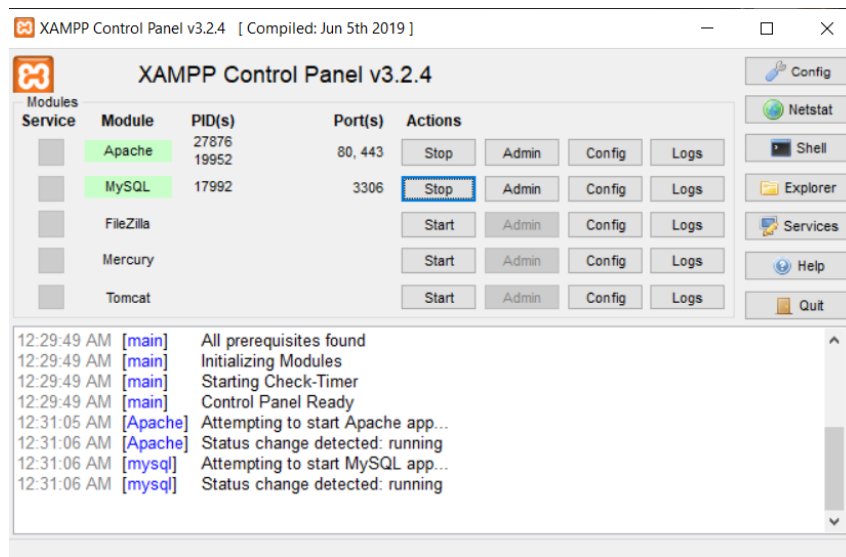 XAMPP Control Panel v3.2.4 [ Compiled: Jun 5th 2019 ]
XAMPP Control Panel v3.2.4
Config
Modules
Service Module PID(s) Port(s) Actions
Netstat
Apache 27876 19952 80, 443 Stop Admin Config Logs
Shell
MySQL 17992 3306 Stop Admin Config Logs
Explorer
FileZilla Start Admin Config Logs
Services
Mercury Start Admin Config Logs
Help
Tomcat Start Admin Config Logs
Quit
12:29:49 AM [main] All prerequisites found
12:29:49 AM [main] Initializing Modules
12:29:49 AM [main] Starting Check-Timer
12:29:49 AM [main] Control Panel Ready
12:31:05 AM [Apache] Attempting to start Apache app...
12:31:06 AM [Apache] Status change detected: running
12:31:06 AM [mysql] Attempting to start MySQL app...
12:31:06 AM [mysql] Status change detected: running